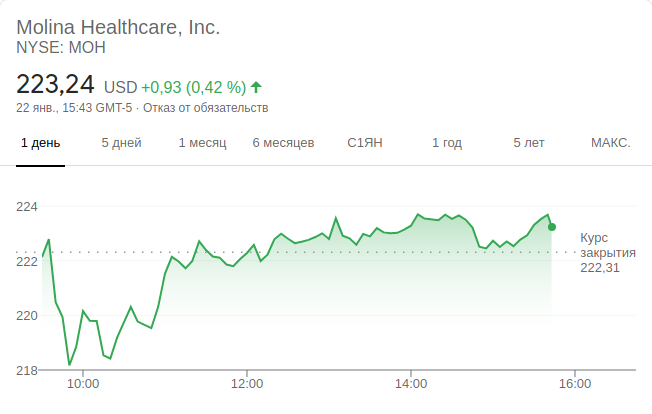 Molina Healthcare, Inc.
NYSE: MOH
223,24 USD +0,93 (0,42 %)
22 янв., 15:43 GMT-5 · Отказ от обязательств
1 день 5 дней 1 месяц 6 месяцев С1ЯН 1 год 5 лет МАКС.
224
222
220
218
Курс
закрытия
222,31
10:00 12:00 14:00 16:00